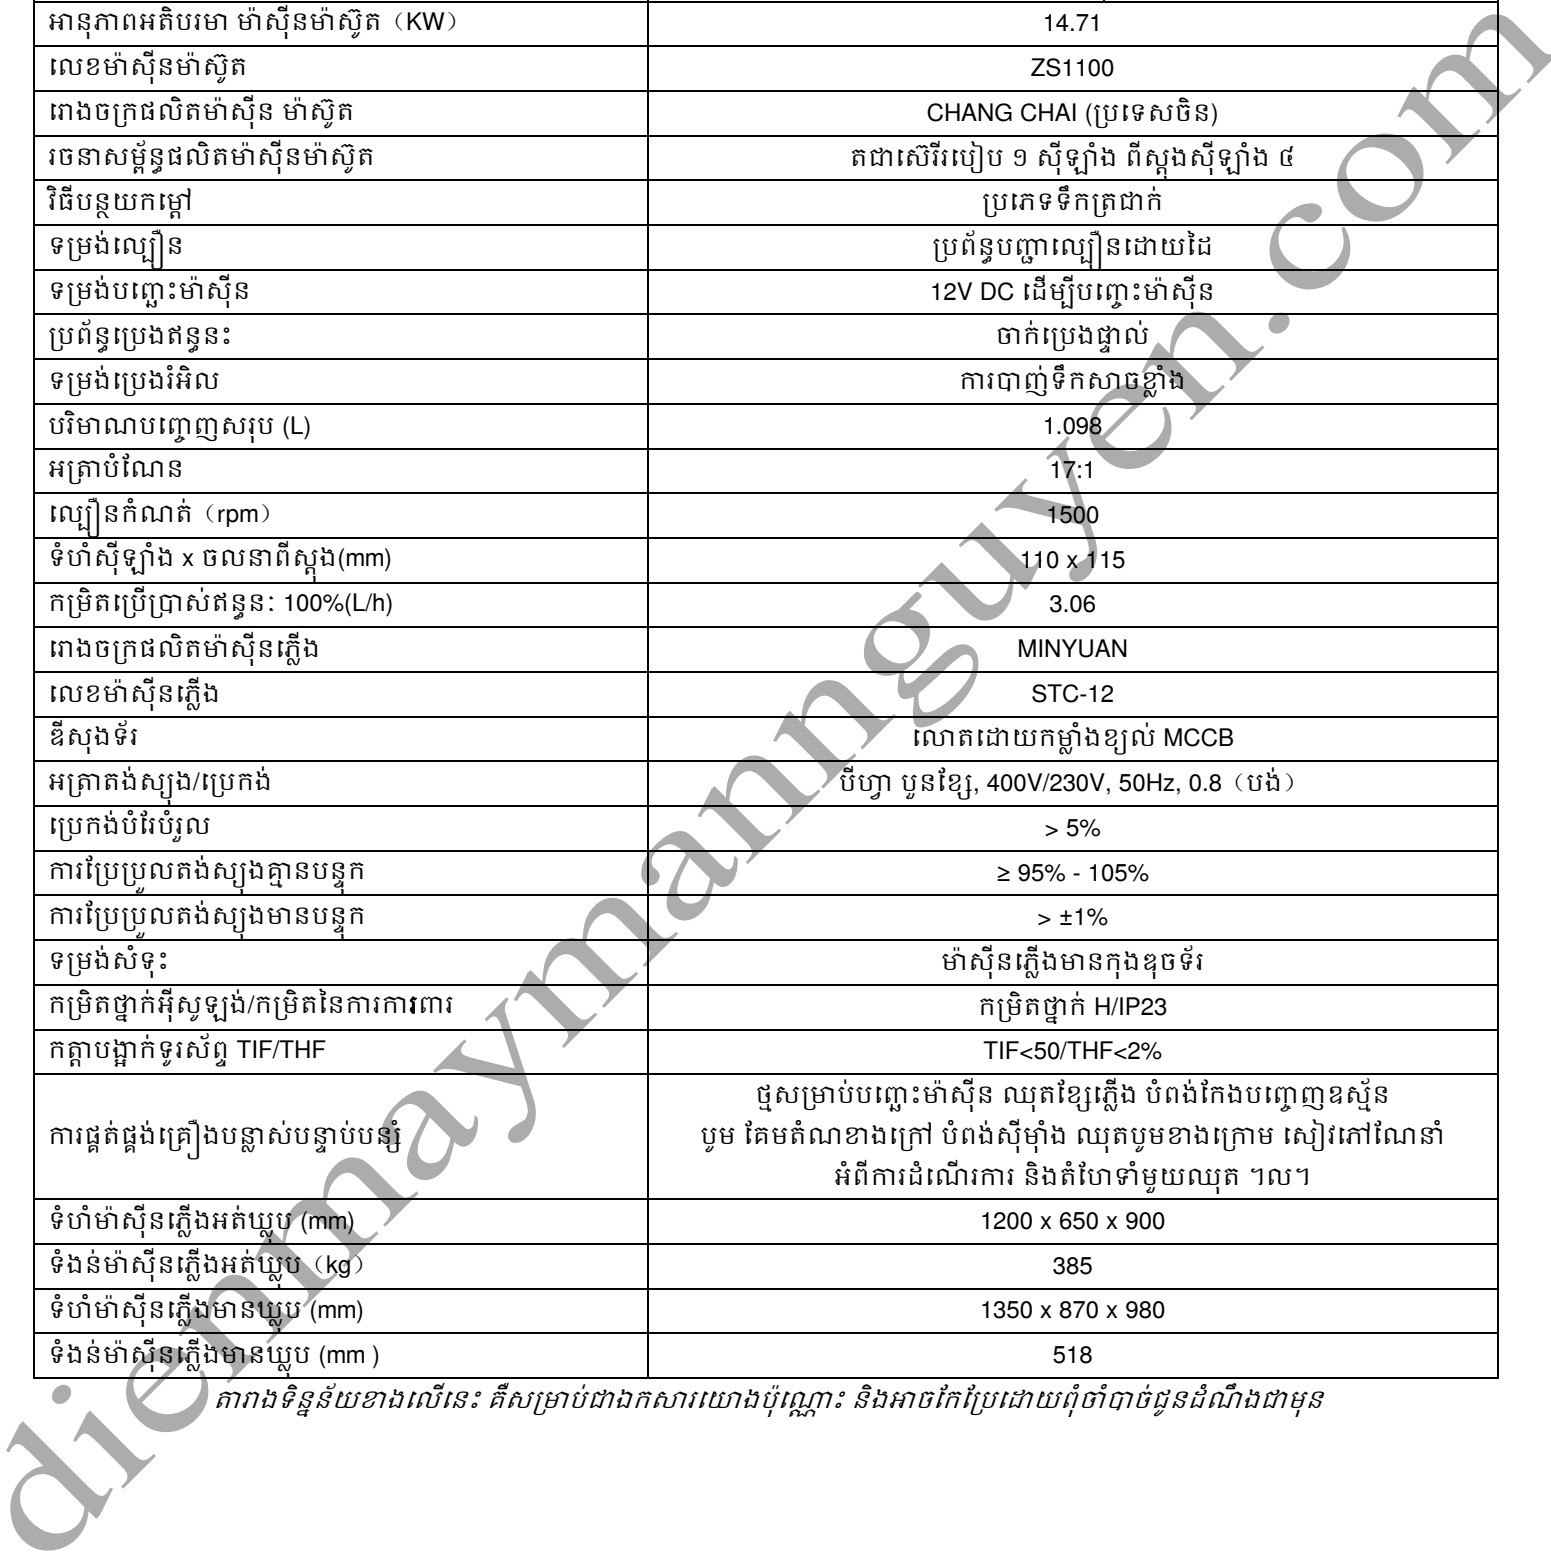 អានុភាពអតិបរមា ម៉ាស៊ីនម៉ាស៊ូត（KW） 14.71
លេខម៉ាស៊ីនម៉ាស៊ូត ZS1100
រោងចក្រផលិតម៉ាស៊ីន ម៉ាស៊ូត CHANG CHAI (ប្រទេសចិន)
រចនាសម្ព័ន្ធផលិតម៉ាស៊ីនម៉ាស៊ូត តជាស៊េរីរបៀប ១ ស៊ីឡាំង ពីស្តុងស៊ីឡាំង ៤
វិធីបន្ថយកម្តៅ ប្រភេទទឹកត្រជាក់
ទម្រង់ល្បឿន ប្រព័ន្ធបញ្ជាល្បឿនដោយដៃ
ទម្រង់បញ្ឆេះម៉ាស៊ីន 12V DC ដើម្បីបញ្ចេះម៉ាស៊ីន
ប្រព័ន្ធប្រេងឥន្ធនះ ចាក់ប្រេងផ្ទាល់
ទម្រង់ប្រេងរំអិល ការបាញ់ទឹកសាចខ្លាំង
បរិមាណបញ្ចេញសរុប (L) 1.098
អត្រាបំណែន 17:1
ល្បឿនកំណត់（rpm） 1500
ទំហំស៊ីឡាំង x ចលនាពីស្តុង(mm) 110 x 115
កម្រិតប្រើប្រាស់ឥន្ធនៈ 100%(L/h) 3.06
រោងចក្រផលិតម៉ាស៊ីនភ្លើង MINYUAN
លេខម៉ាស៊ីនភ្លើង STC-12
ឌីសុងទ័រ លោតដោយកម្លាំងខ្យល់ MCCB
អត្រាតង់ស្យុង/ប្រេកង់ បីហ្វា បួនខ្សែ, 400V/230V, 50Hz, 0.8（បង់）
ប្រេកង់បំរែបំរួល > 5%
ការប្រែប្រួលតង់ស្យុងគ្មានបន្ទុក ≥ 95% - 105%
ការប្រែប្រួលតង់ស្យុងមានបន្ទុក > ±1%
ទម្រង់សំទុះ ម៉ាស៊ីនភ្លើងមានកុងឌុចទ័រ
កម្រិតថ្នាក់អ៊ីសូឡង់/កម្រិតនៃការការពារ កម្រិតថ្នាក់ H/IP23
កត្តាបង្អាក់ទូរស័ព្ទ TIF/THF TIF<50/THF<2%
ការផ្គត់ផ្គង់គ្រឿងបន្លាស់បន្ទាប់បន្សំ ថ្មសម្រាប់បញ្ឆេះម៉ាស៊ីន ឈុតខ្សែភ្លើង បំពង់កែងបញ្ចេញឧស្ម័ន
បូម គែមតំណខាងក្រៅ បំពង់ស៊ីម៉ាំង ឈុតបូមខាងក្រោម សៀវភៅណែនាំ
អំពីការដំណើរការ និងតំហែទាំមួយឈុត ។ល។
ទំហំម៉ាស៊ីនភ្លើងអត់ឃ្លុប (mm) 1200 x 650 x 900
ទំងន់ម៉ាស៊ីនភ្លើងអត់ឃ្លុប（kg） 385
ទំហំម៉ាស៊ីនភ្លើងមានឃ្លុប (mm) 1350 x 870 x 980
ទំងន់ម៉ាស៊ីនភ្លើងមានឃ្លុប (mm ) 518
តារាងទិន្នន័យខាងលើនេះ គឺសម្រាប់ជាឯកសារយោងប៉ុណ្ណោះ និងអាចកែប្រែដោយពុំចាំបាច់ជូនដំណឹងជាមុន
dienmaymannguyen.com